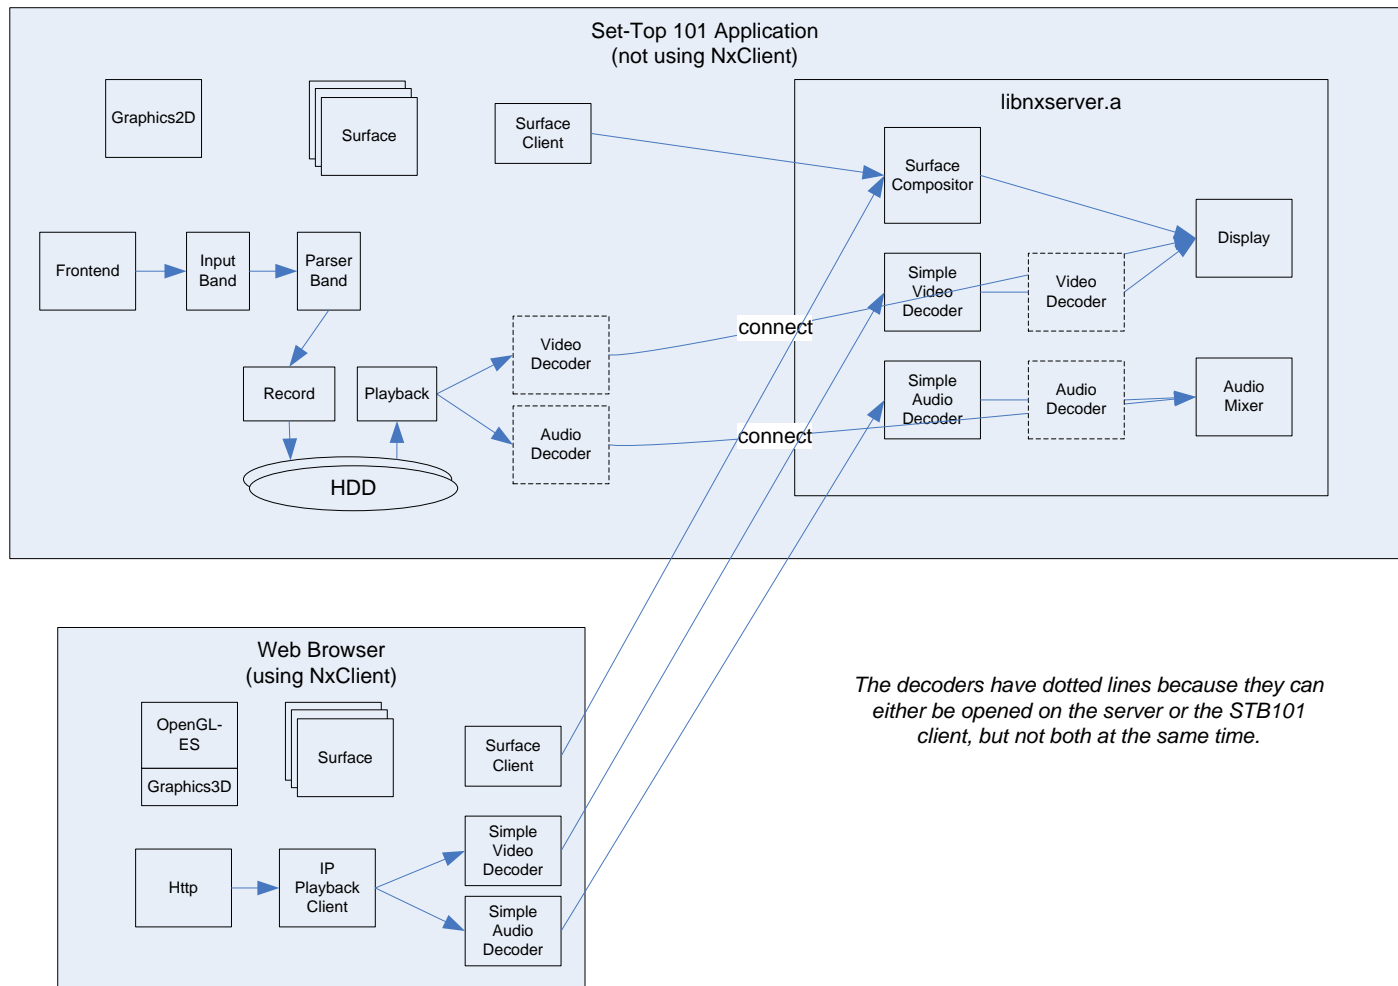 Set-Top 101 Application
(not using NxClient)
libnxserver.a
Graphics2D
Surface
Surface
Client
Surface
Compositor
Display
Frontend
Input
Band
Parser
Band
Simple
Video
Decoder
Video
Decoder
connect
Video
Decoder
Record
Playback
Simple
Audio
Decoder
Audio
Decoder
Audio
Mixer
Audio
Decoder
connect
HDD
Web Browser
(using NxClient)
OpenGL-
ES
Graphics3D
Surface
Surface
Client
Http
IP
Playback
Client
Simple
Video
Decoder
Simple
Audio
Decoder
The decoders have dotted lines because they can
either be opened on the server or the STB101
client, but not both at the same time.